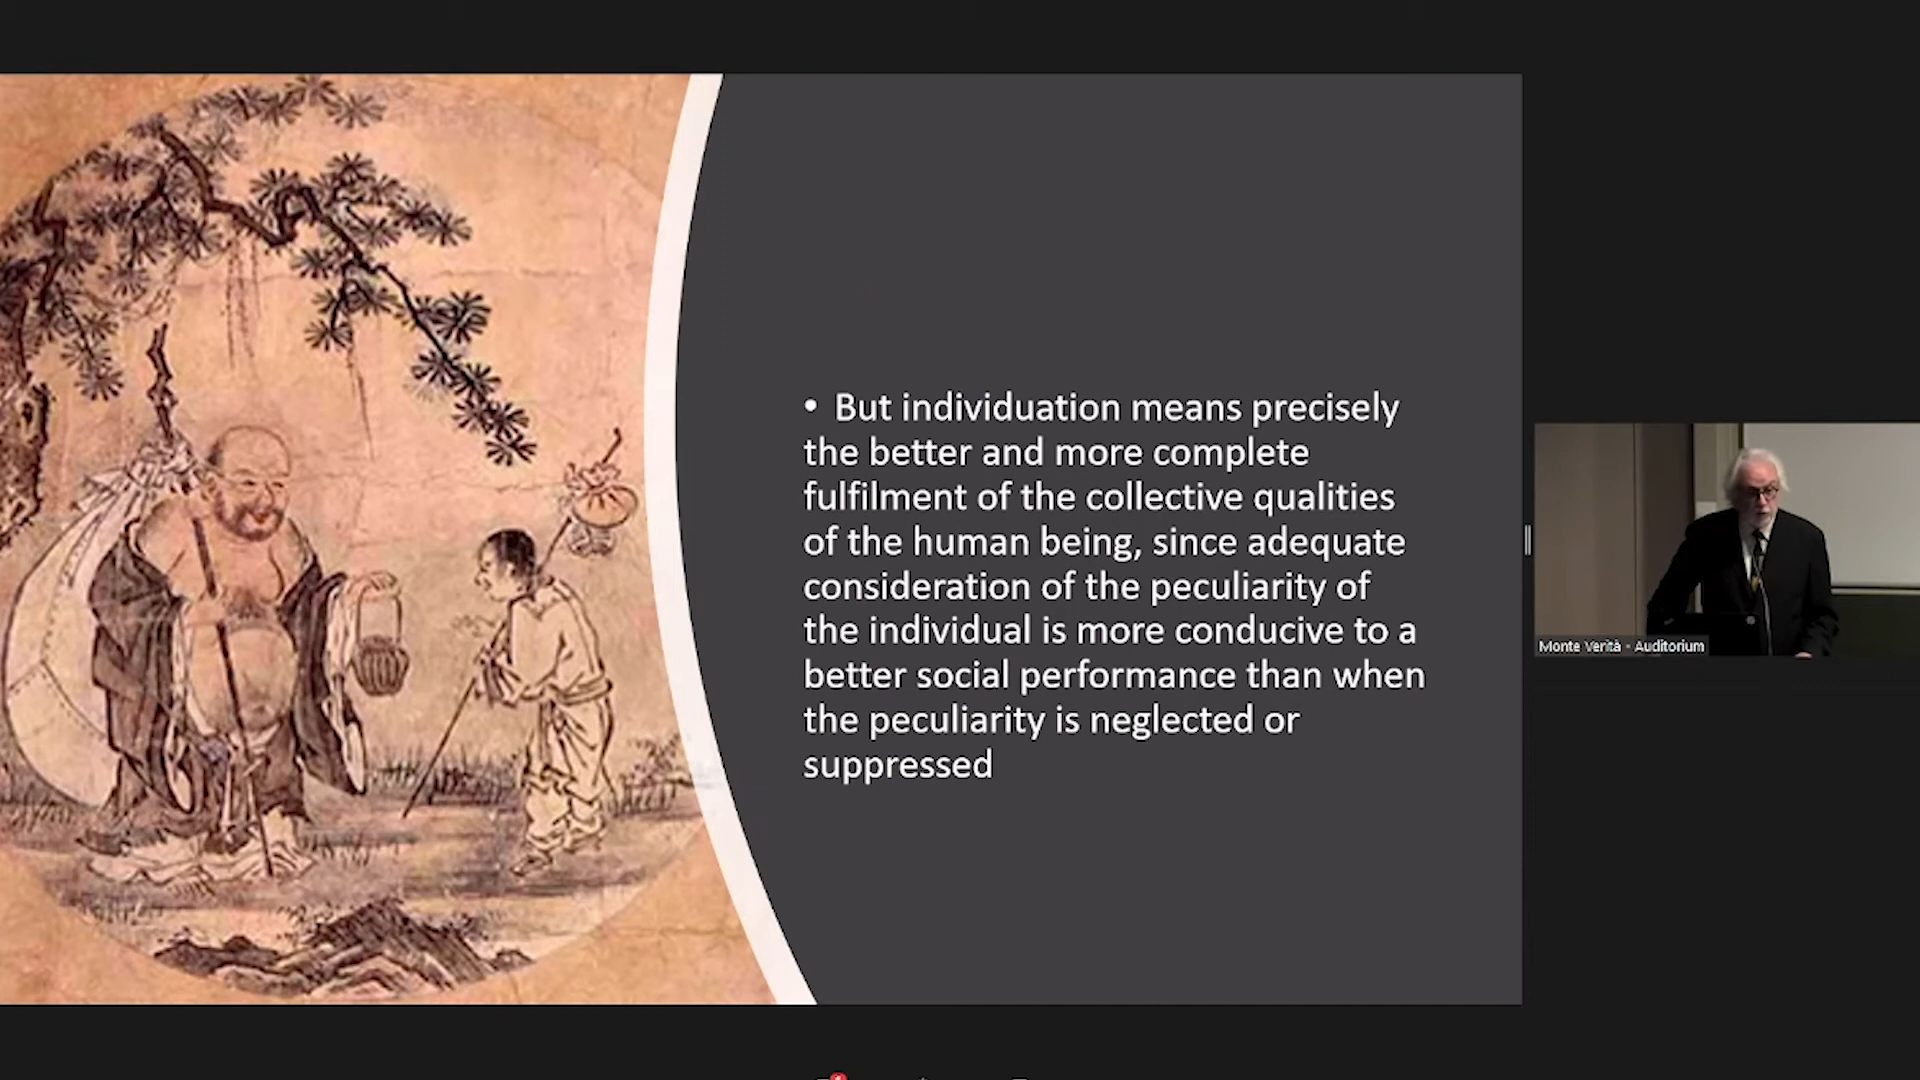 • But individuation means precisely
the better and more complete
fulfilment of the collective qualities
of the human being, since adequate
consideration of the peculiarity of
the individual is more conducive to a
better social performance than when
the peculiarity is neglected or
suppressed
Monte Verità - Auditorium